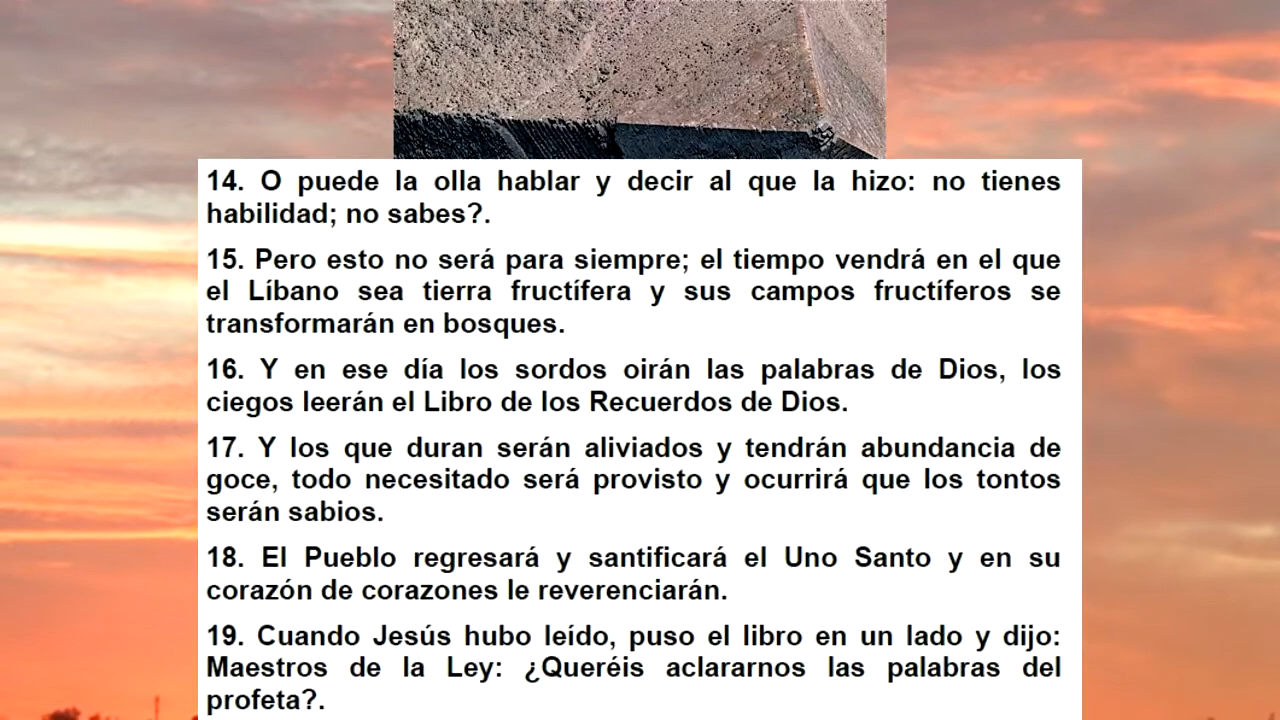 14. O puede la olla hablar y decir al que la hizo: no tienes
habilidad; no sabes?.
15. Pero esto no será para siempre; el tiempo vendrá en el que
el Líbano sea tierra fructífera y sus campos fructíferos se
transformarán en bosques.
16. Y en ese día los sordos oirán las palabras de Dios, los
ciegos leerán el Libro de los Recuerdos de Dios.
17. Y los que duran serán aliviados y tendrán abundancia de
goce, todo necesitado será provisto y ocurrirá que los tontos
serán sabios.
18. El Pueblo regresará y santificará el Uno Santo y en su
corazón de corazones le reverenciarán.
19. Cuando Jesús hubo leído, puso el libro en un lado y dijo:
Maestros de la Ley: ¿Queréis aclararnos las palabras del
profeta?.